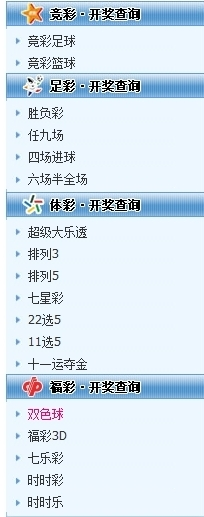 竞彩·开奖查询
竞彩足球
竞彩篮球
足彩·开奖查询
胜负彩
任九场
四场进球
六场半全场
体彩·开奖查询
超级大乐透
排列3
排列5
七星彩
22选5
11选5
十一运夺金
福彩·开奖查询
双色球
福彩3D
七乐彩
时时彩
时时乐